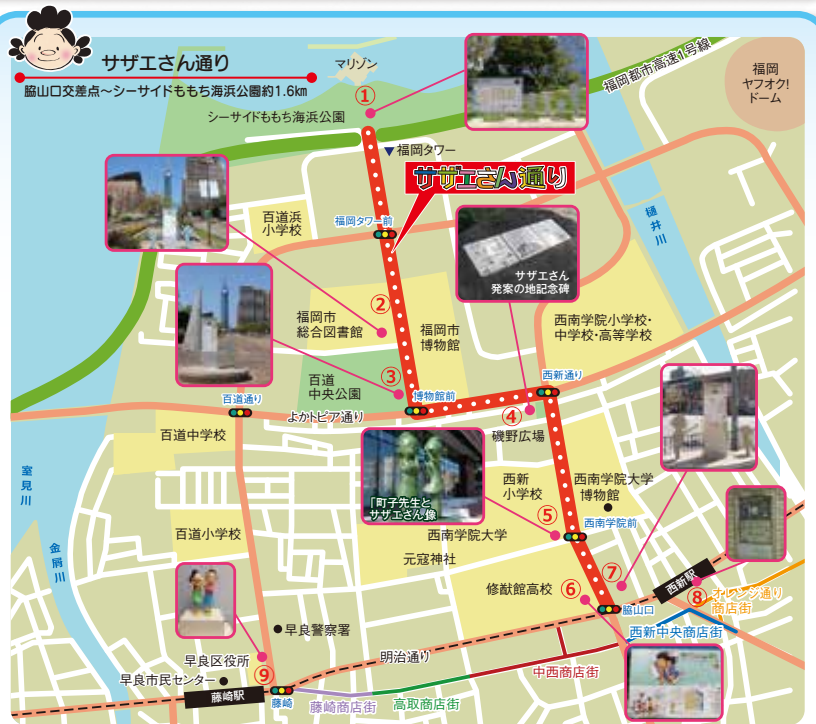 サザエさん通り
脇山口交差点～シーサイドももち海浜公園約1.6km
マリゾン
①
シーサイドももち海浜公園
福岡都市高速1号線
福岡
ヤフオク!
ドーム
▼福岡タワー
サザエさん通り
百道浜
小学校
福岡タワー前
樋井川
サザエさん
発案の地記念碑
②
福岡市
総合図書館
福岡市
博物館
西南学院小学校・
中学校・高等学校
③
百道
中央公園
西新通り
百道通り
博物館前
よかトピア通り
④
磯野広場
百道中学校
室見川
「町子先生と
サザエさん」像
西新
小学校
西南学院大学
博物館
西南学院前
⑤
百道小学校
西南学院大学
元寇神社
金屑川
修猷館高校
⑥
⑦
西新駅
⑧
オレンジ通り
商店街
脇山口
西新中央商店街
早良警察署
明治通り
早良区役所
早良市民センター
⑨
中西商店街
藤崎駅
藤崎
藤崎商店街
高取商店街